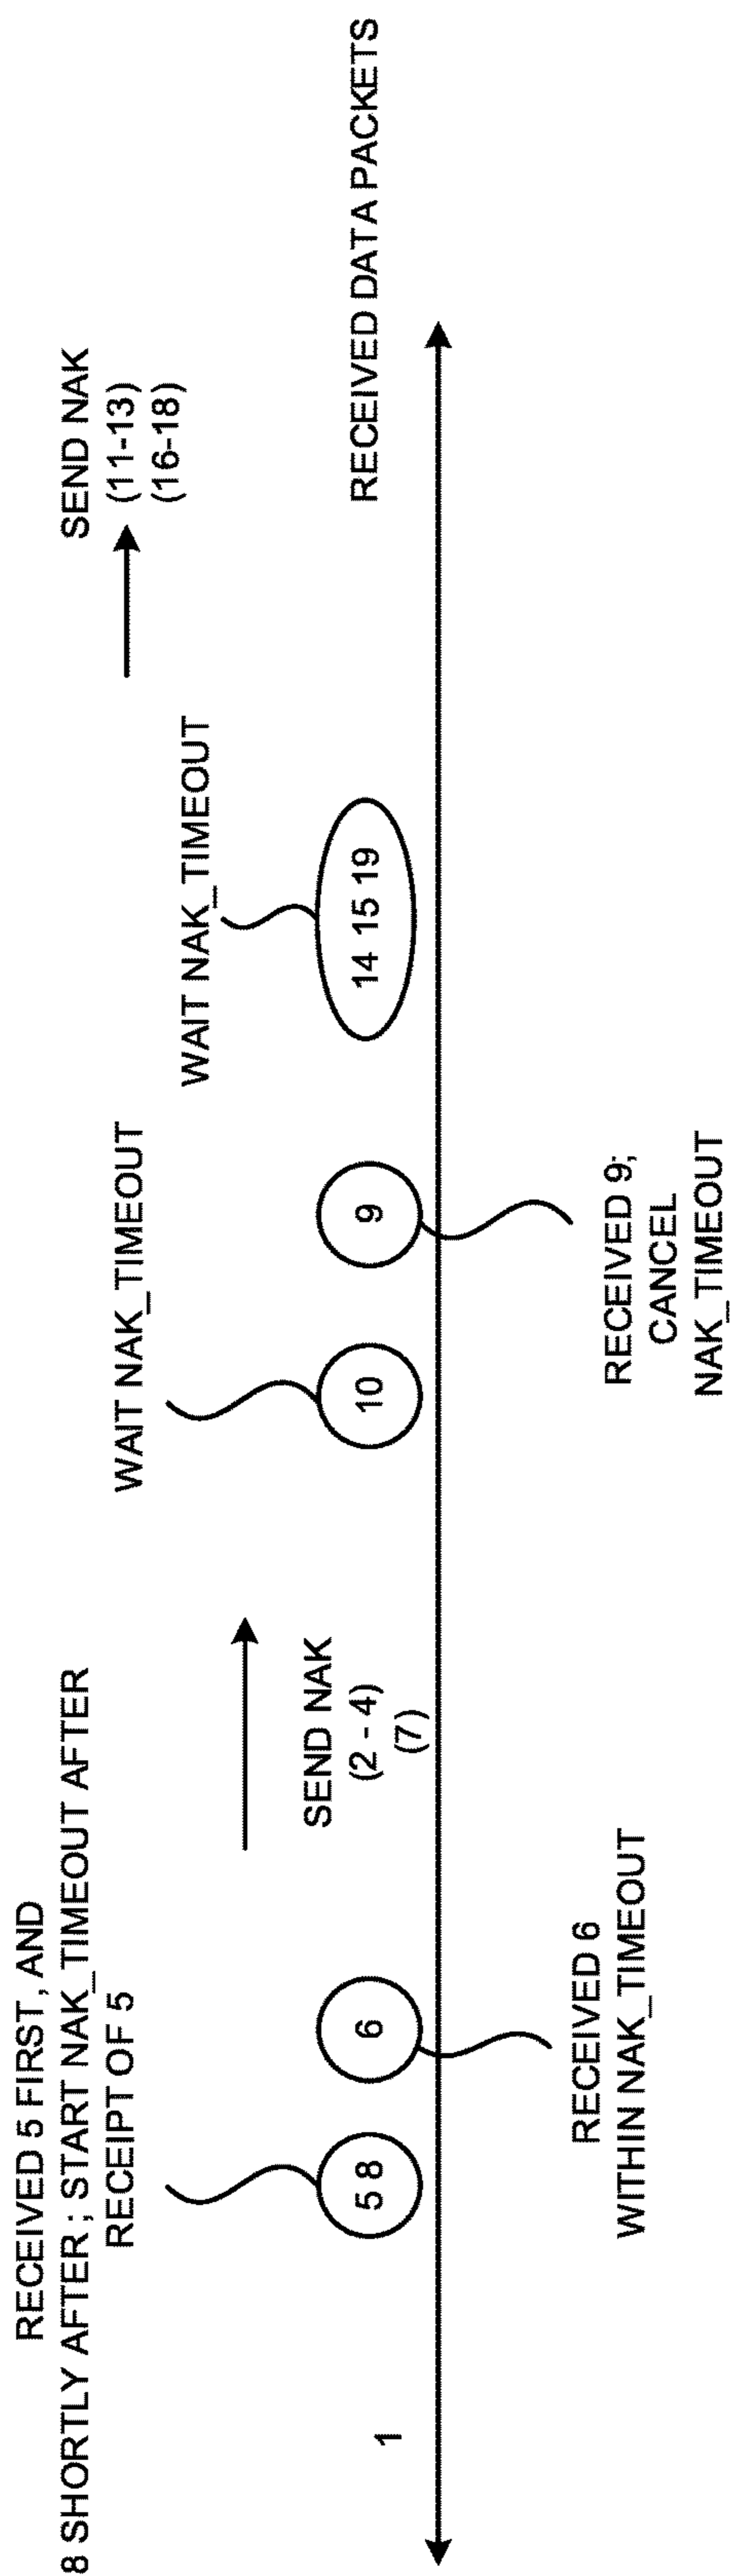 RECEIVED 5 FIRST, AND
8 SHORTLY AFTER; START NAK_TIMEOUT AFTER
RECEIPT OF 5
1
5 8
6
RECEIVED 6
WITHIN NAK_TIMEOUT
SEND NAK
(2 - 4)
(7)
WAIT NAK_TIMEOUT
10
9
RECEIVED 9;
CANCEL
NAK_TIMEOUT
WAIT NAK_TIMEOUT
14 15 19
SEND NAK
(11-13)
(16-18)
RECEIVED DATA PACKETS